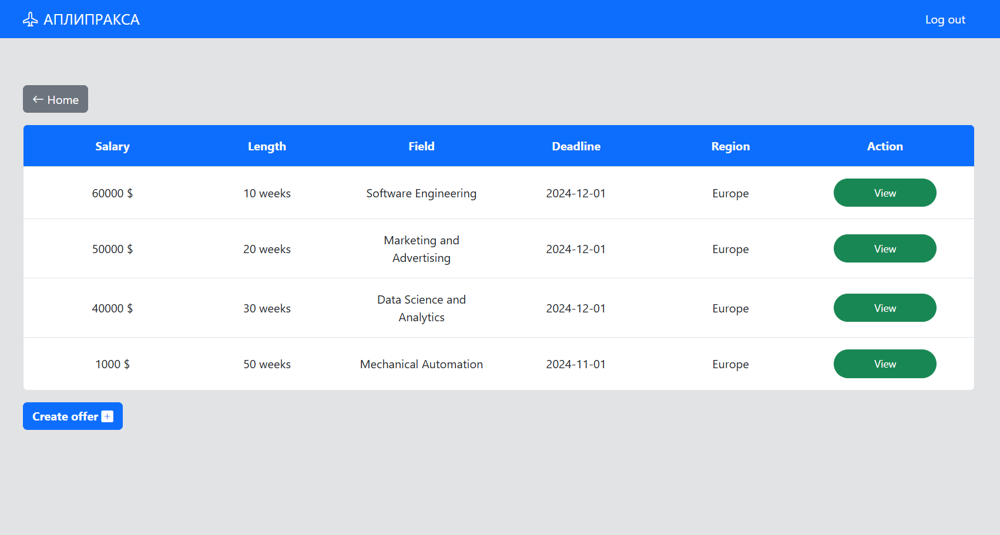 АПЛИПРАКСА
Log out
Home
Salary Length Field Deadline Region Action
60000 $ 10 weeks Software Engineering 2024-12-01 Europe View
50000 $ 20 weeks Marketing and
Advertising 2024-12-01 Europe View
40000 $ 30 weeks Data Science and
Analytics 2024-12-01 Europe View
1000 $ 50 weeks Mechanical Automation 2024-11-01 Europe View
Create offer